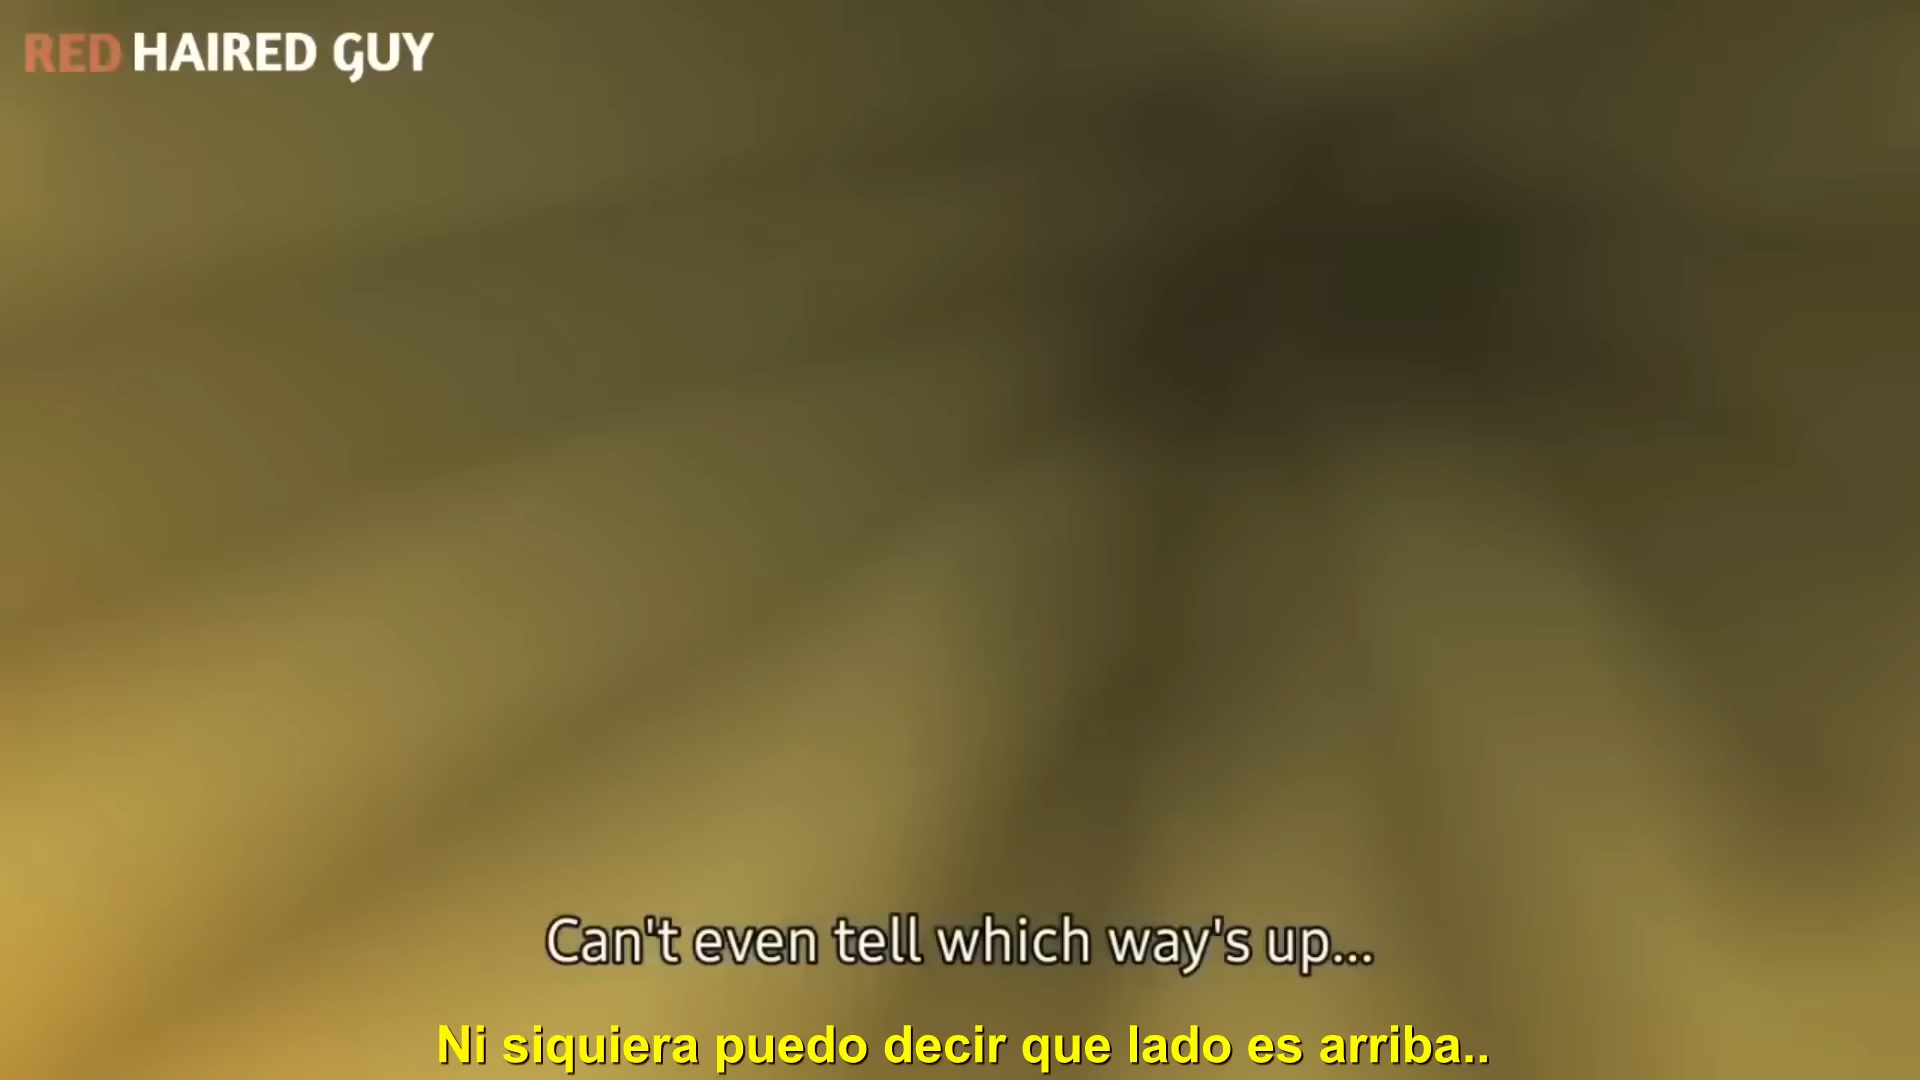 RED HAIRED GUY
Can't even tell which way's up...
Ni siquiera puedo decir que lado es arriba..